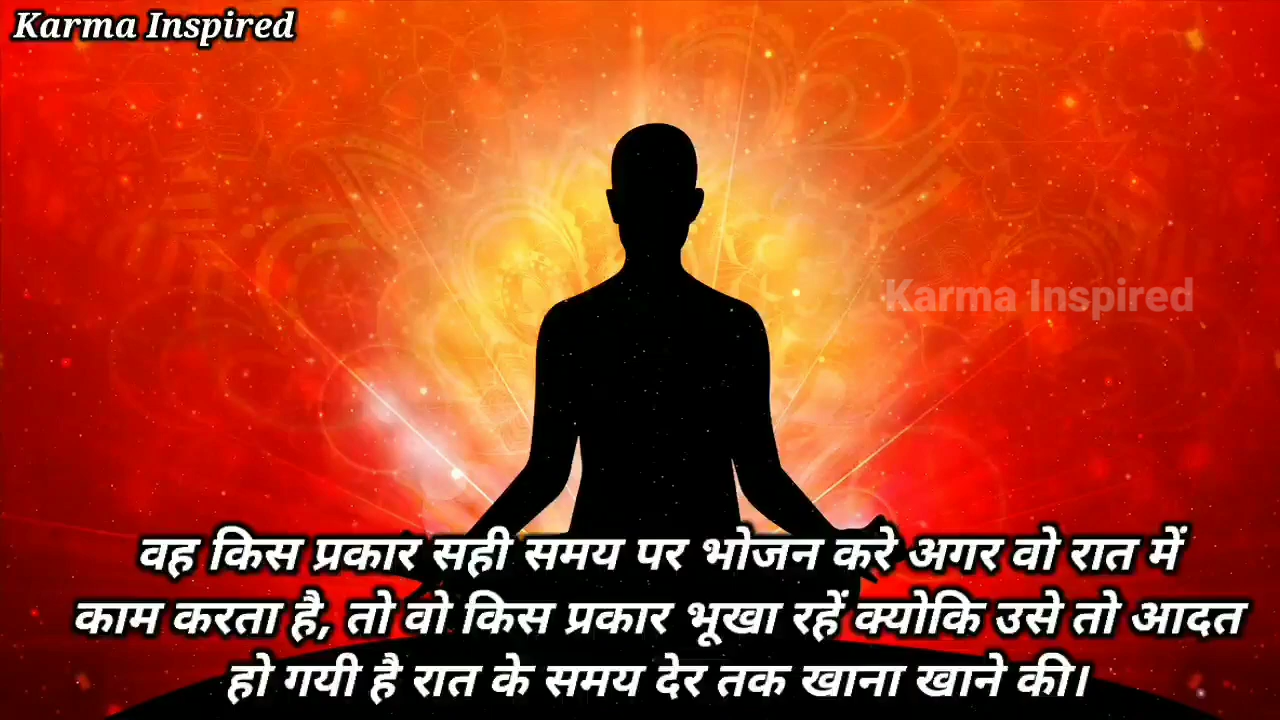 Karma Inspired
Karma Inspired
वह किस प्रकार सही समय पर भोजन करे अगर वो रात में
काम करता है, तो वो किस प्रकार भूखा रहें क्योकि उसे तो आदत
हो गयी है रात के समय देर तक खाना खाने की।